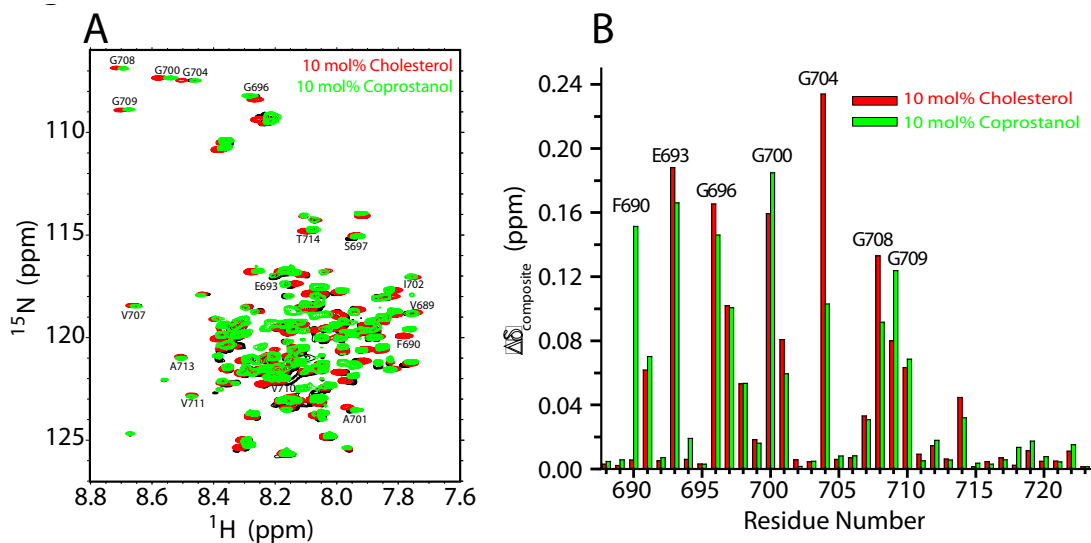 A
10 mol% Cholesterol
10 mol% Coprostanol
G708
G700
G704
G696
G709
T714
S697
E693
I702
V707
V689
F690
A713
V710
V711
A701
110
115
120
125
15N (ppm)
8.8 8.6 8.4 8.2 8.0 7.8 7.6
1H (ppm)
B
10 mol% Cholesterol
10 mol% Coprostanol
G704
E693
G700
G696
F690
G708
G709
0.24
0.20
0.16
0.12
0.08
0.04
0.00
composite (ppm)
690 695 700 704 710 715 720
Residue Number